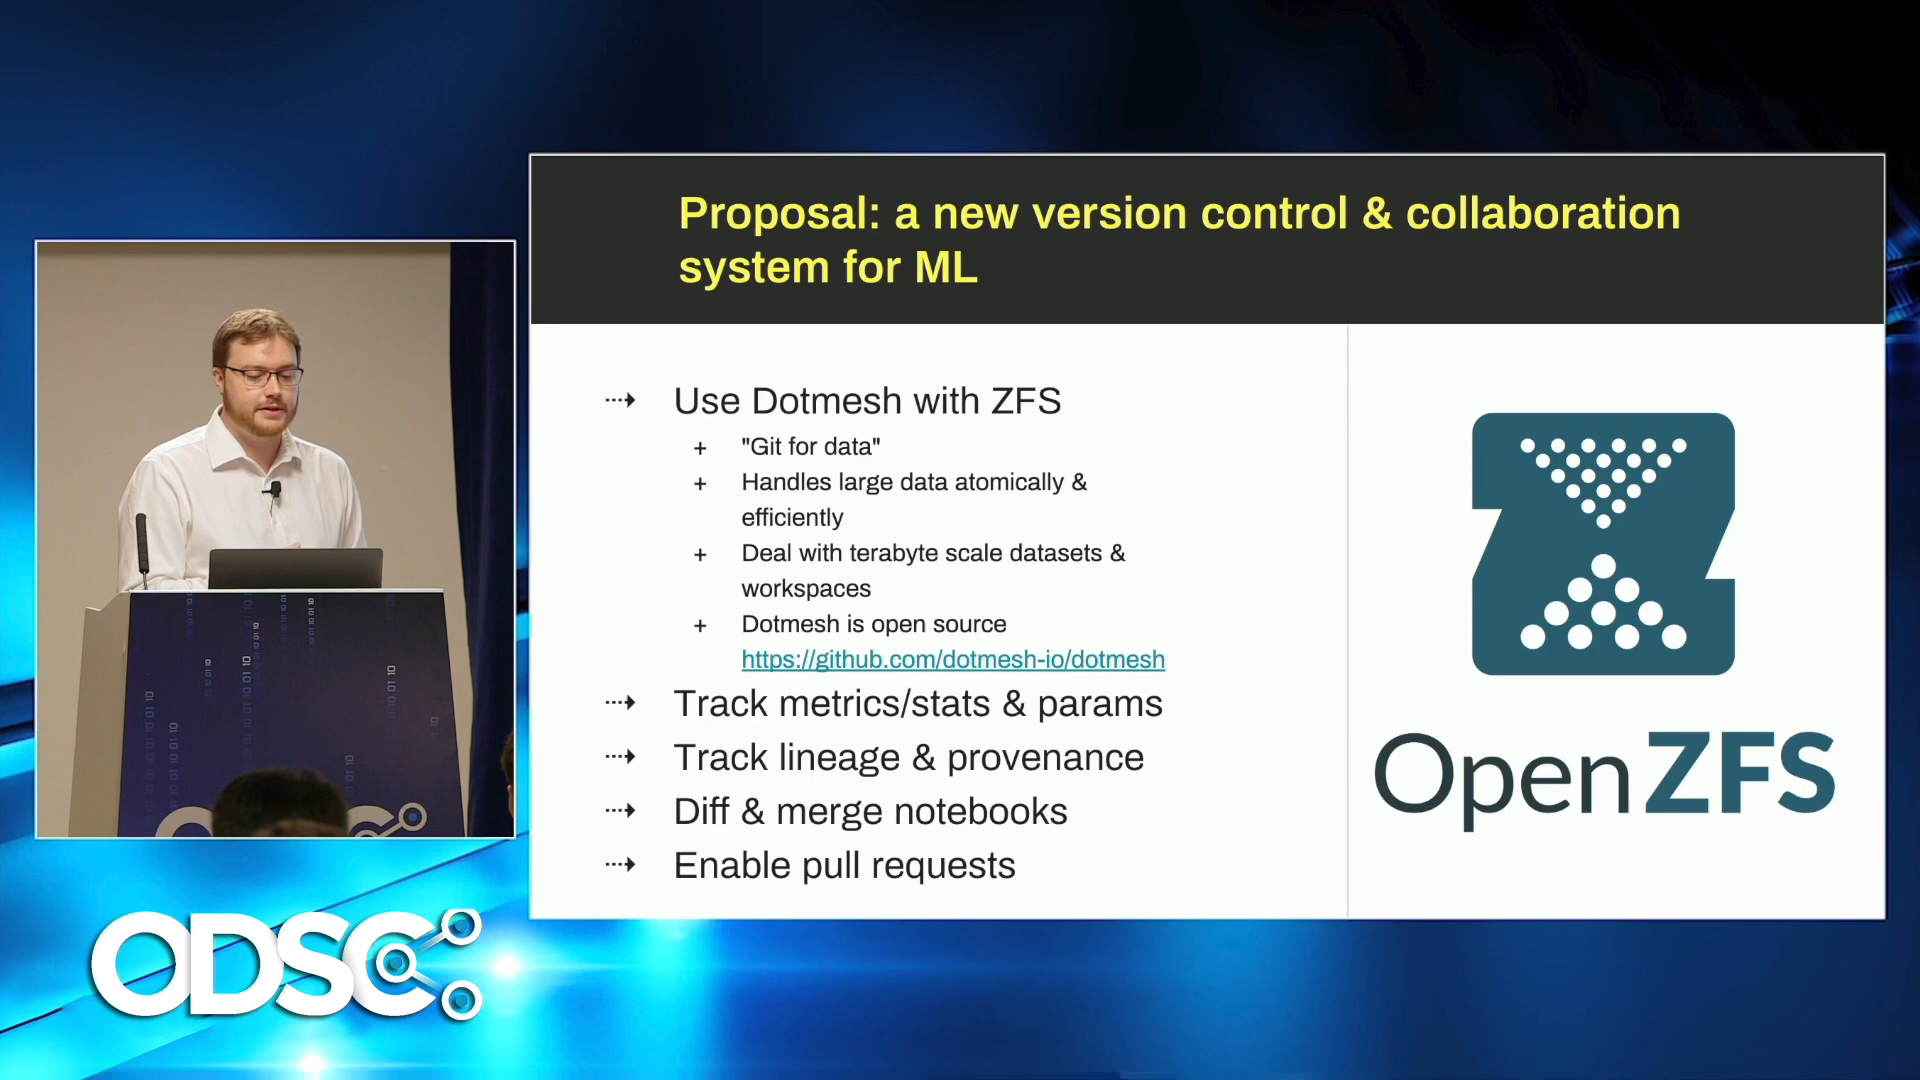 Proposal: a new version control & collaboration
system for ML
⇢ Use Dotmesh with ZFS
+ "Git for data"
+ Handles large data atomically &
efficiently
+ Deal with terabyte scale datasets &
workspaces
+ Dotmesh is open source
https://github.com/dotmesh-io/dotmesh
⇢ Track metrics/stats & params
⇢ Track lineage & provenance
⇢ Diff & merge notebooks
⇢ Enable pull requests
OpenZFS
ODSC